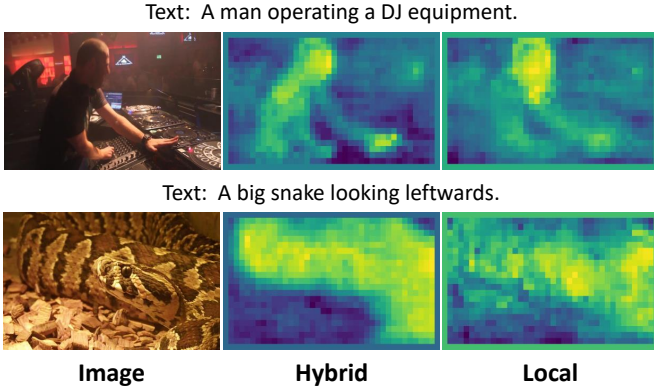 Text: A man operating a DJ equipment.
Text: A big snake looking leftwards.
Image Hybrid Local